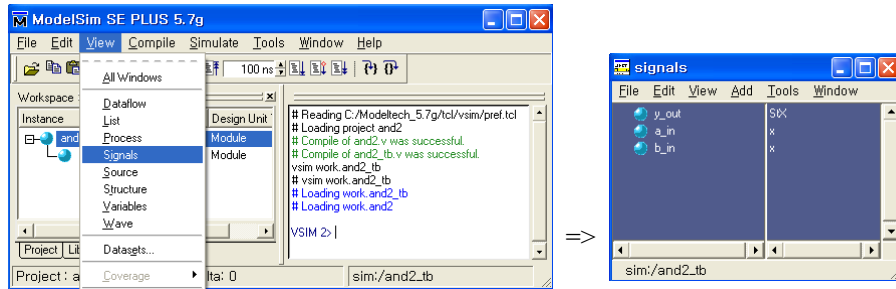 ModelSim SE PLUS 5.7g
File Edit View Compile Simulate Tools Window Help
100 ns
Workspace
Instance
Design Unit
and
Module
Module
Project
All Windows
Dataflow
List
Process
Signals
Source
Structure
Variables
Wave
Datasets...
Coverage
# Reading C:/Modeltech_5.7g/tcl/vsim/pref.tcl
# Loading project and2
# Compile of and2.v was successful.
# Compile of and2_tb.v was successful.
vsim work.and2_tb
# vsim work.and2_tb
# Loading work.and2_tb
# Loading work.and2
VSIM 2>
Project : a
lta: 0
sim:/and2_tb
=>
signals
File Edit View Add Tools Window
y_out StX
a_in x
b_in x
sim:/and2_tb